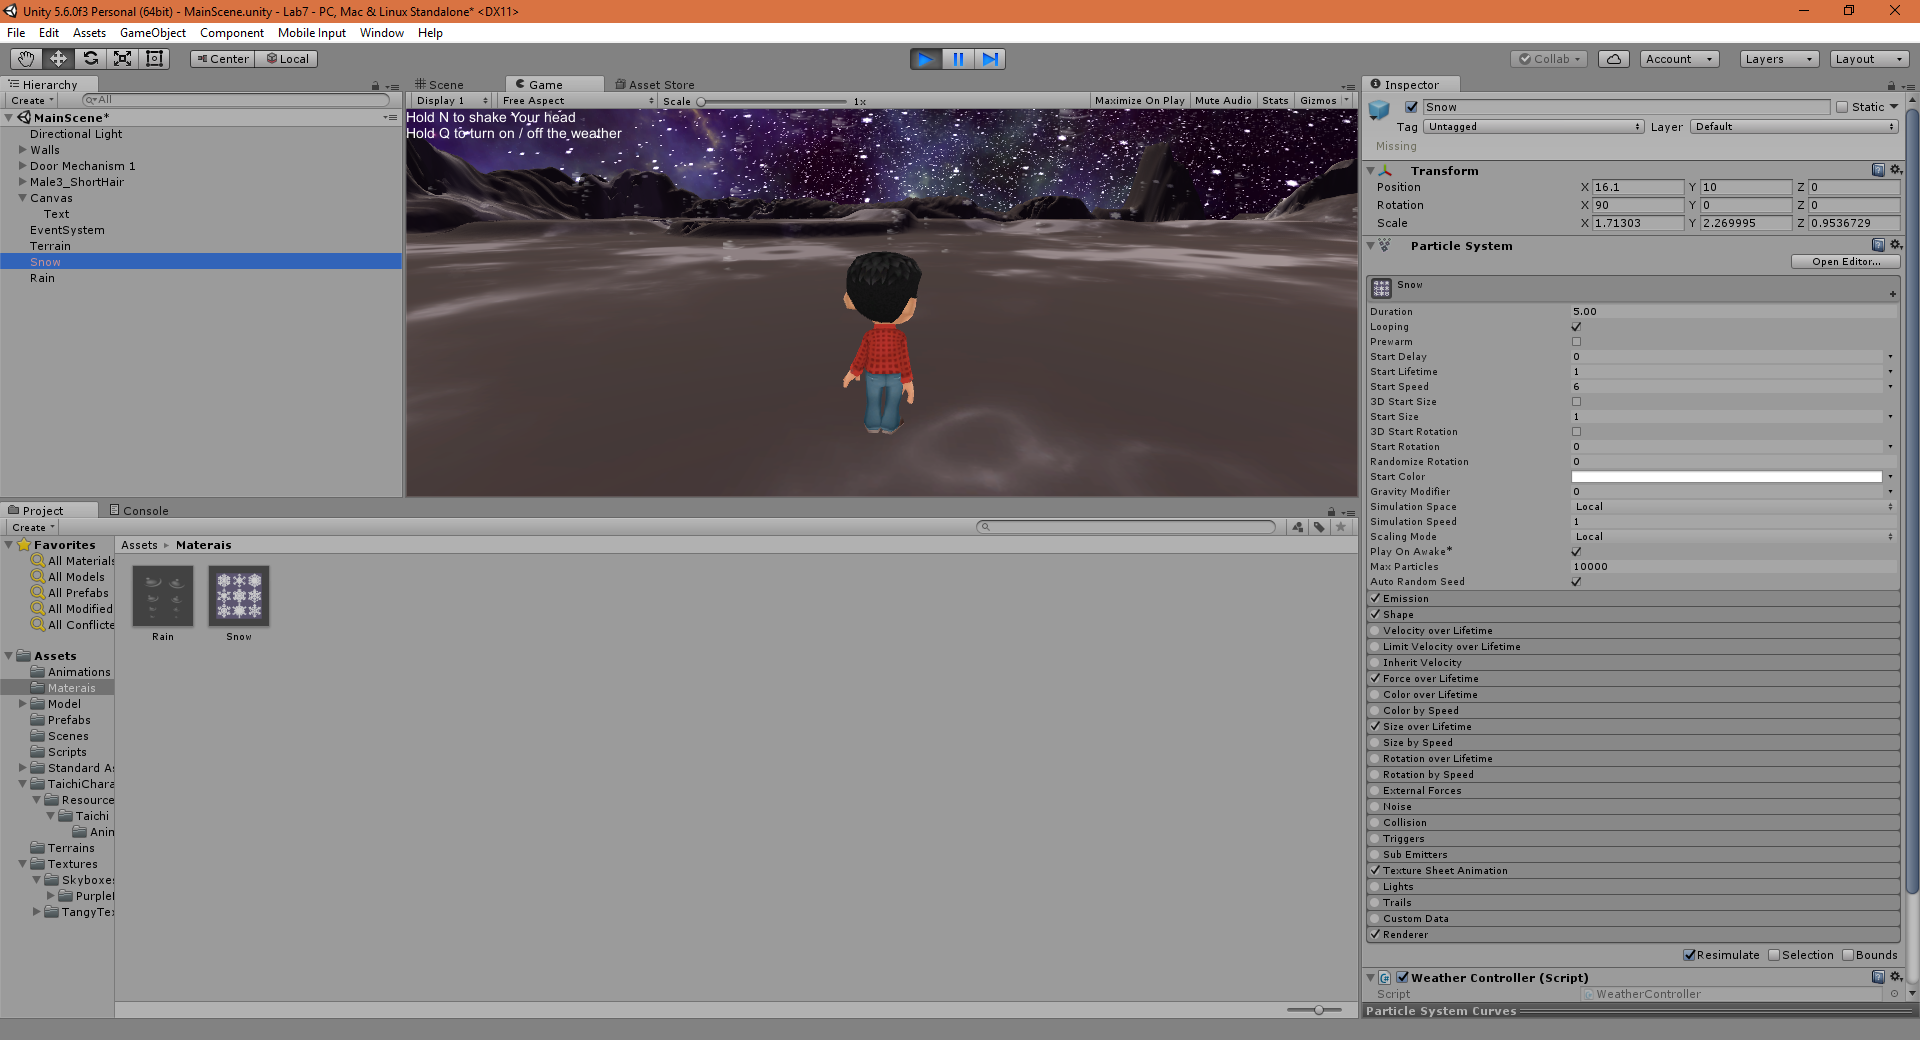 Unity 5.6.0f3 Personal (64bit) - MainScene.unity - Lab7 - PC, Mac & Linux Standalone* <DX11>
File Edit Assets GameObject Component Mobile Input Window Help
Center Local
Collab Account Layers Layout
Hierarchy
Create All
MainScene*
Directional Light
Walls
Door Mechanism 1
Male3_ShortHair
Canvas
Text
EventSystem
Terrain
Snow
Rain
Scene Game Asset Store
Display 1 Free Aspect Scale 1x Maximize On Play Mute Audio Stats Gizmos
Hold N to shake Your head
Hold Q to turn on / off the weather
Project Console
Create
Favorites
All Materials
All Models
All Prefabs
All Modified
All Conflicte
Assets
Animations
Materais
Model
Prefabs
Scenes
Scripts
Standard As
TaichiChara
Resource
Taichi
Anin
Terrains
Textures
Skyboxes
Purplel
TangyTex
Assets Materais
Rain Snow
Inspector
Snow Static
Tag Untagged Layer Default
Missing
Transform
Position X 16.1 Y 10 Z 0
Rotation X 90 Y 0 Z 0
Scale X 1.71303 Y 2.269995 Z 0.9536729
Particle System
Open Editor...
Snow
Duration 5.00
Looping
Prewarm
Start Delay 0
Start Lifetime 1
Start Speed 6
3D Start Size
Start Size 1
3D Start Rotation
Start Rotation 0
Randomize Rotation 0
Start Color
Gravity Modifier 0
Simulation Space Local
Simulation Speed 1
Scaling Mode Local
Play On Awake*
Max Particles 10000
Auto Random Seed
Emission
Shape
Velocity over Lifetime
Limit Velocity over Lifetime
Inherit Velocity
Force over Lifetime
Color over Lifetime
Color by Speed
Size over Lifetime
Size by Speed
Rotation over Lifetime
Rotation by Speed
External Forces
Noise
Collision
Triggers
Sub Emitters
Texture Sheet Animation
Lights
Trails
Custom Data
Renderer
Resimulate Selection Bounds
Weather Controller (Script)
Script WeatherController
Particle System Curves